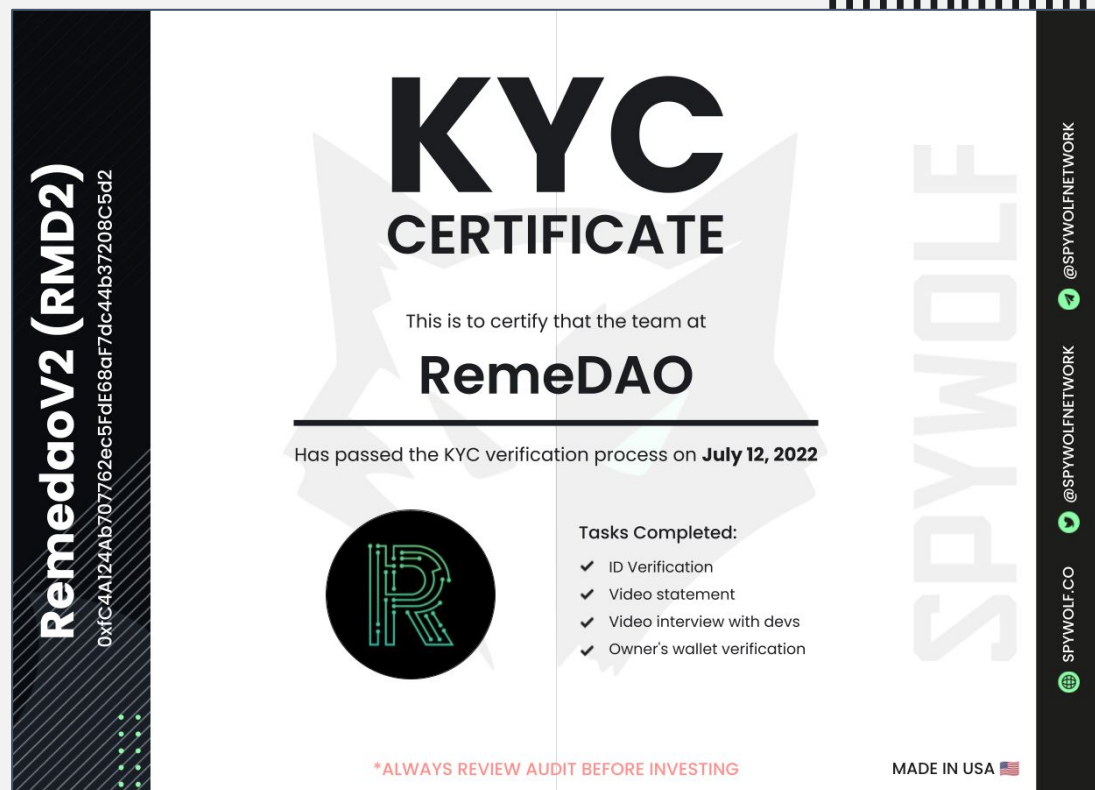 RemedaoV2 (RMD2)
0xfC4A124Ab707762ec5FdE68aF7dc44b37208C5d2
KYC
CERTIFICATE
This is to certify that the team at
RemeDAO
Has passed the KYC verification process on July 12, 2022
Tasks Completed:
ID Verification
Video statement
Video interview with devs
Owner's wallet verification
*ALWAYS REVIEW AUDIT BEFORE INVESTING
MADE IN USA
SPYWOLF
SPYWOLF.CO
@SPYWOLFNETWORK
@SPYWOLFNETWORK